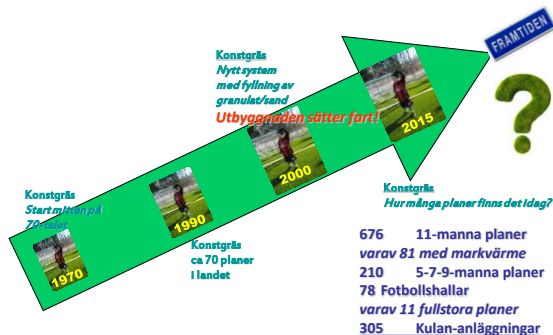 FRAMTIDEN
Konstgräs
Nytt system
med fyllning av
granulat/sand
Utbyggnaden sätter fart!
2015
2000
Konstgräs
Start mitten på
70-talet
1990
1970
Konstgräs
ca 70 planer
i landet
Konstgräs
Hur många planer finns det idag?
676 11-manna planer
varav 81 med markvärme
210 5-7-9-manna planer
78 Fotbollshallar
varav 11 fullstora planer
305 Kulan-anläggningar